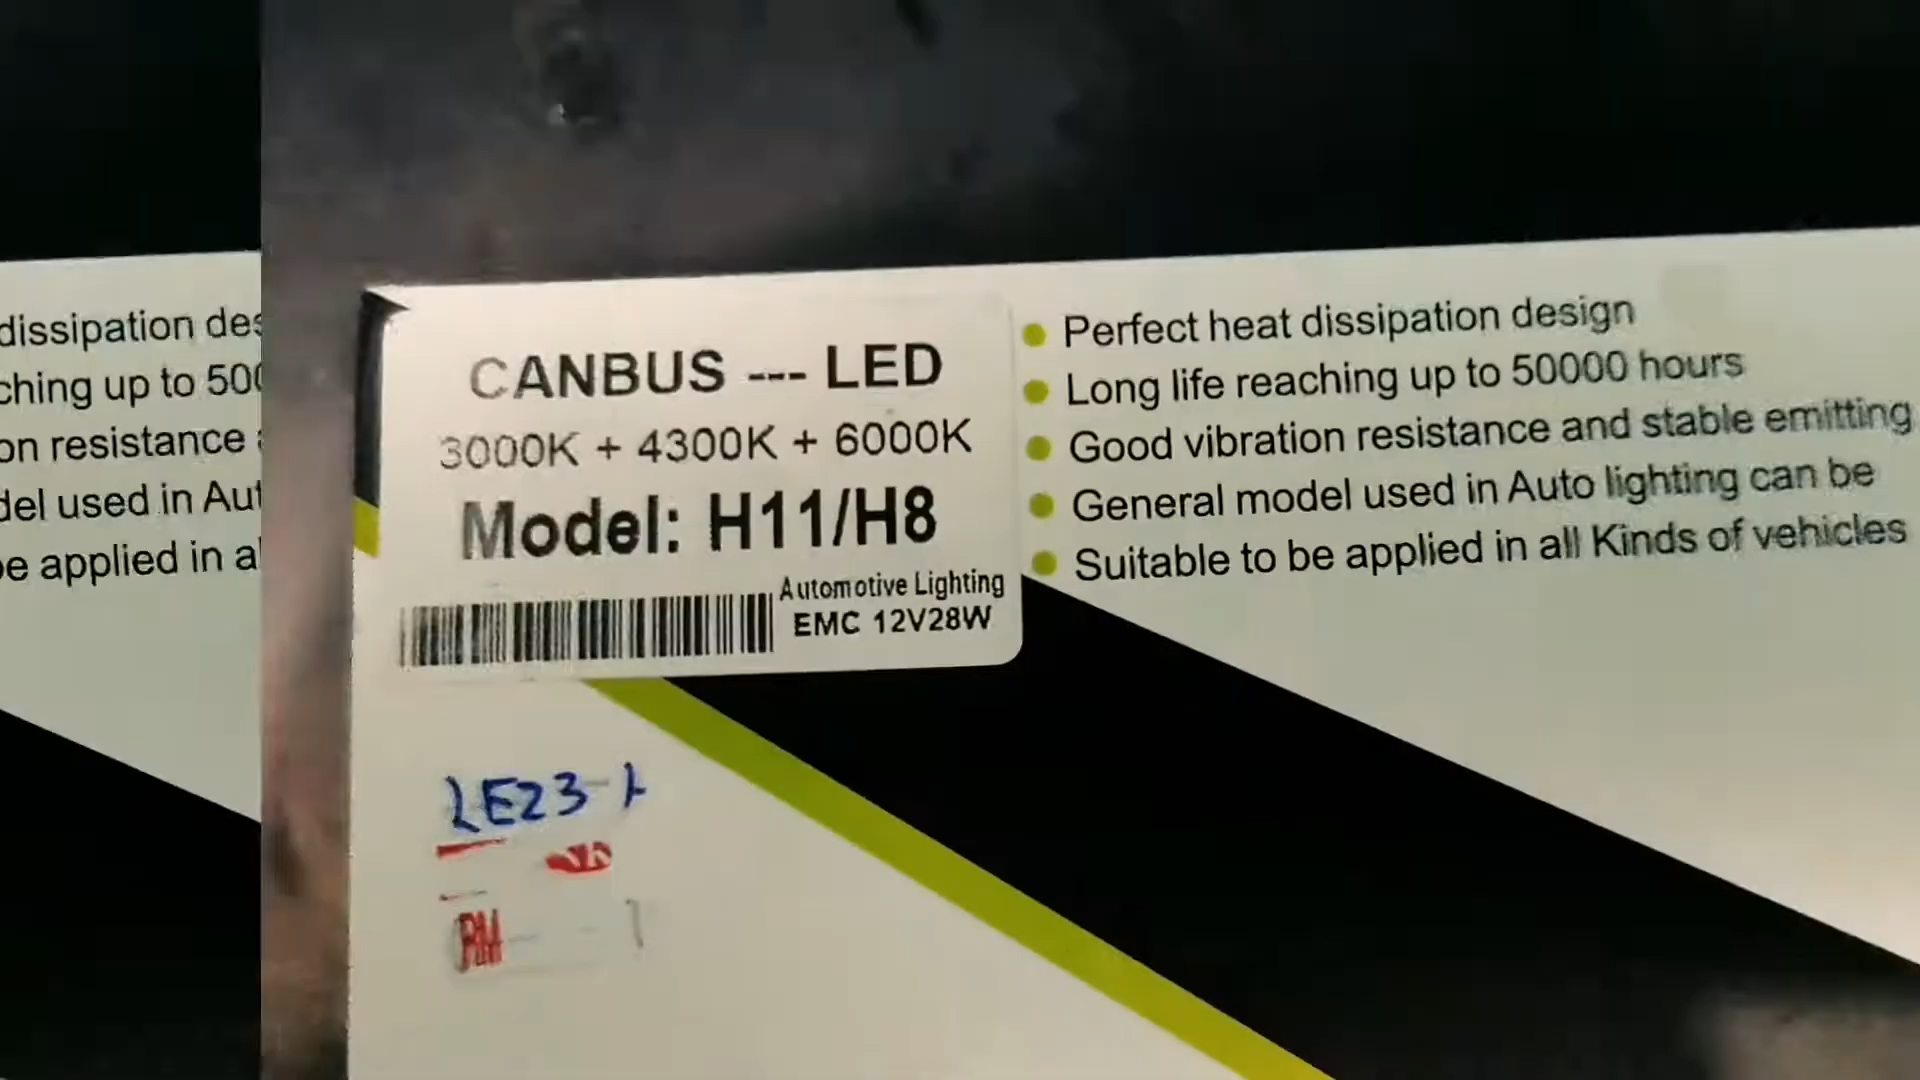 CANBUS --- LED
3000K + 4300K + 6000K
Model: H11/H8
Automotive Lighting
EMC 12V28W
Perfect heat dissipation design
Long life reaching up to 50000 hours
Good vibration resistance and stable emitting
General model used in Auto lighting can be
Suitable to be applied in all Kinds of vehicles
LE23
RM
dissipation des
ching up to 500
on resistance
del used in Aut
be applied in al